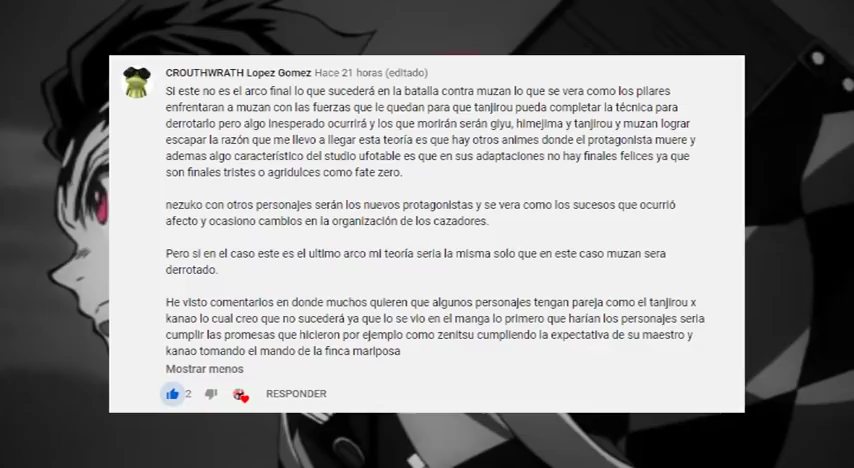 CROUTHWRATH Lopez Gomez Hace 21 horas (editado)
Si este no es el arco final lo que sucederá en la batalla contra muzan lo que se vera como los pilares
enfrentaran a muzan con las fuerzas que le quedan para que tanjirou pueda completar la técnica para
derrotarlo pero algo inesperado ocurrirá y los que morirán serán giyu, himejima y tanjirou y muzan lograr
escapar la razón que me llevo a llegar esta teoría es que hay otros animes donde el protagonista muere y
ademas algo característico del studio ufotable es que en sus adaptaciones no hay finales felices ya que
son finales tristes o agridulces como fate zero.
nezuko con otros personajes serán los nuevos protagonistas y se vera como los sucesos que ocurrió
afecto y ocasiono cambios en la organización de los cazadores.
Pero si en el caso este es el ultimo arco mi teoría seria la misma solo que en este caso muzan sera
derrotado.
He visto comentarios en donde muchos quieren que algunos personajes tengan pareja como el tanjirou x
kanao lo cual creo que no sucederá ya que lo se vio en el manga lo primero que harían los personajes seria
cumplir las promesas que hicieron por ejemplo como zenitsu cumpliendo la expectativa de su maestro y
kanao tomando el mando de la finca mariposa
Mostrar menos
2 RESPONDER